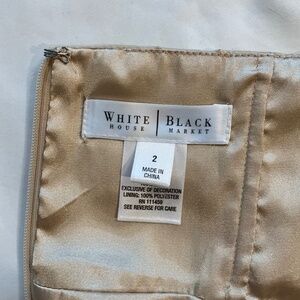 WHITE | BLACK
HOUSE MARKET
2
MADE IN
CHINA
EXCLUSIVE OF DECORATION
LINING: 100% POLYESTER
RN 111459
SEE REVERSE FOR CARE